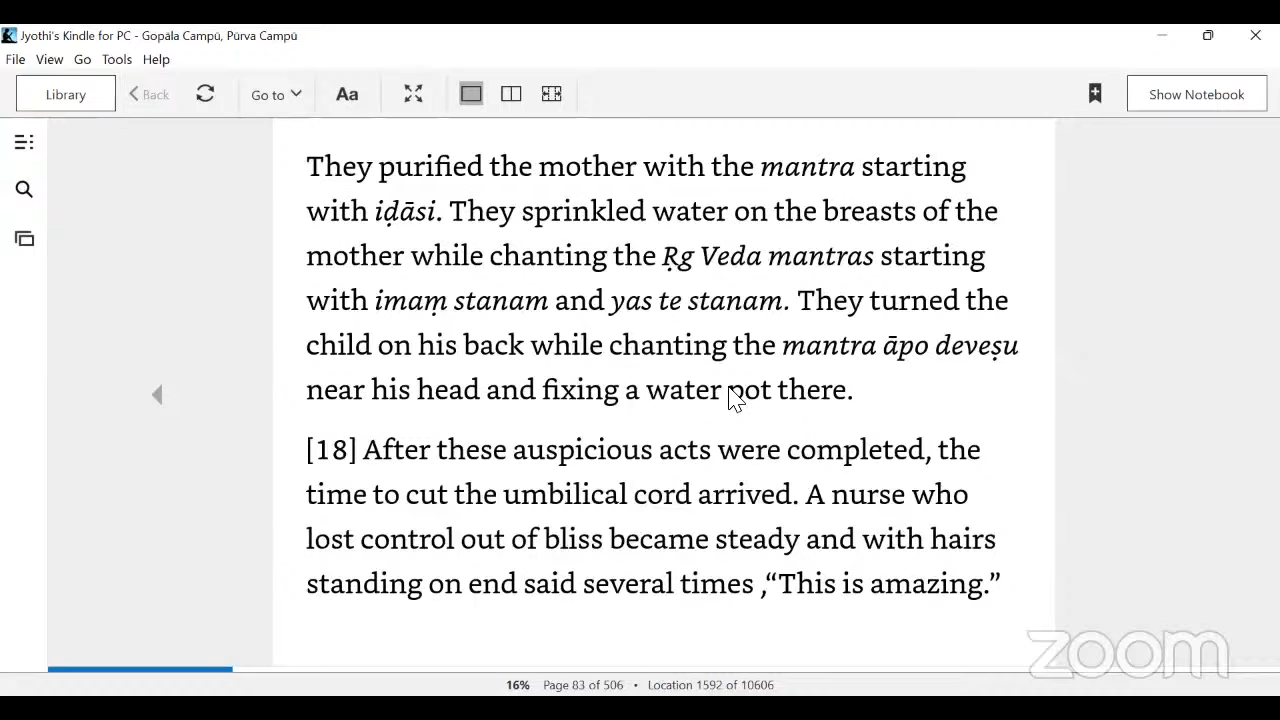 Jyothi's Kindle for PC - Gopāla Campū, Pūrva Campū
File View Go Tools Help
Library Back Go to Aa Show Notebook
They purified the mother with the mantra starting
with iḍāsi. They sprinkled water on the breasts of the
mother while chanting the Ṛg Veda mantras starting
with imaṃ stanam and yas te stanam. They turned the
child on his back while chanting the mantra āpo deveṣu
near his head and fixing a water pot there.
[18] After these auspicious acts were completed, the
time to cut the umbilical cord arrived. A nurse who
lost control out of bliss became steady and with hairs
standing on end said several times ,“This is amazing.”
zoom
16% Page 83 of 506 • Location 1592 of 10606